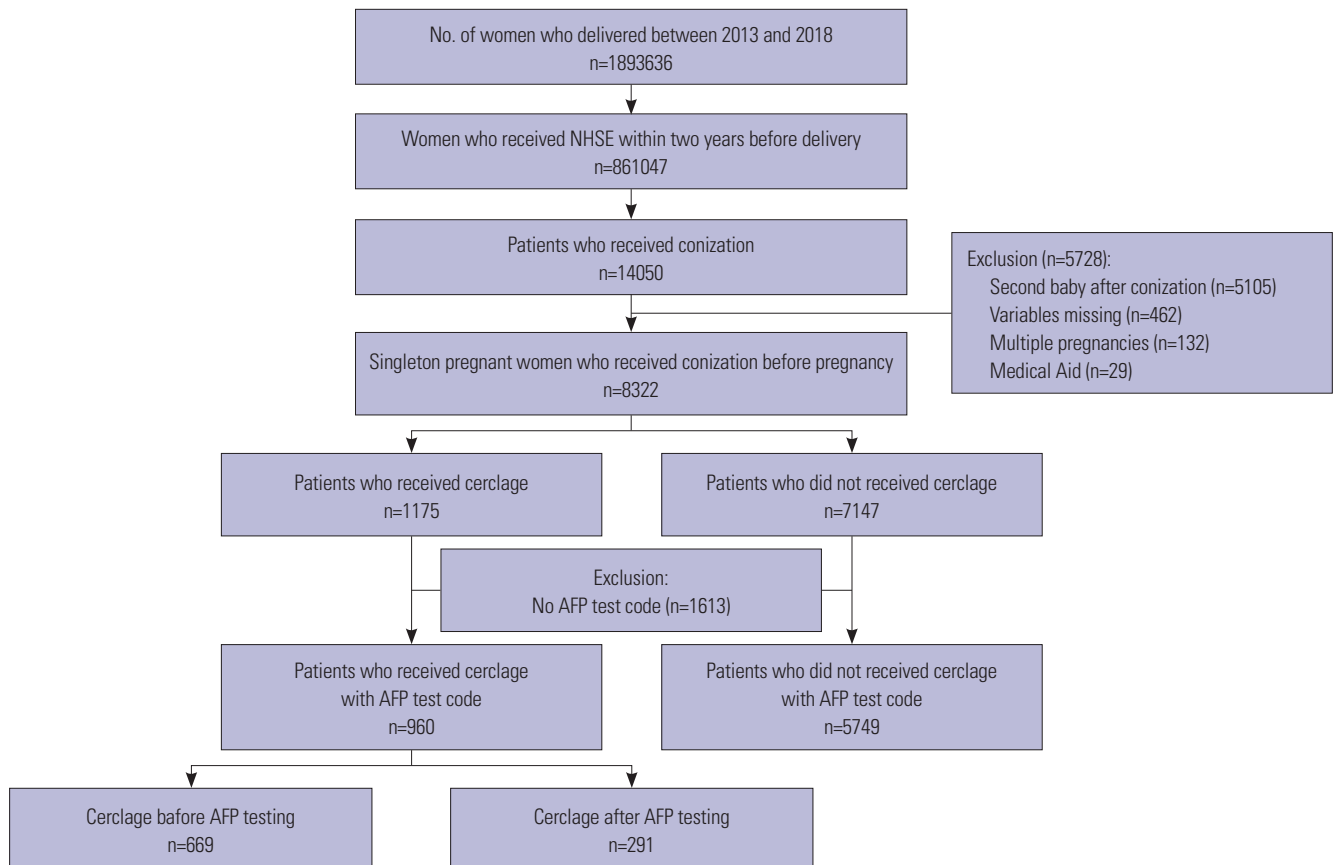 No. of women who delivered between 2013 and 2018
n=1893636
Women who received NHSE within two years before delivery
n=861047
Patients who received conization
n=14050
Exclusion (n=5728):
Second baby after conization (n=5105)
Variables missing (n=462)
Multiple pregnancies (n=132)
Medical Aid (n=29)
Singleton pregnant women who received conization before pregnancy
n=8322
Patients who received cerclage
n=1175
Patients who did not received cerclage
n=7147
Exclusion:
No AFP test code (n=1613)
Patients who received cerclage
with AFP test code
n=960
Patients who did not received cerclage
with AFP test code
n=5749
Cerclage bafore AFP testing
n=669
Cerclage after AFP testing
n=291